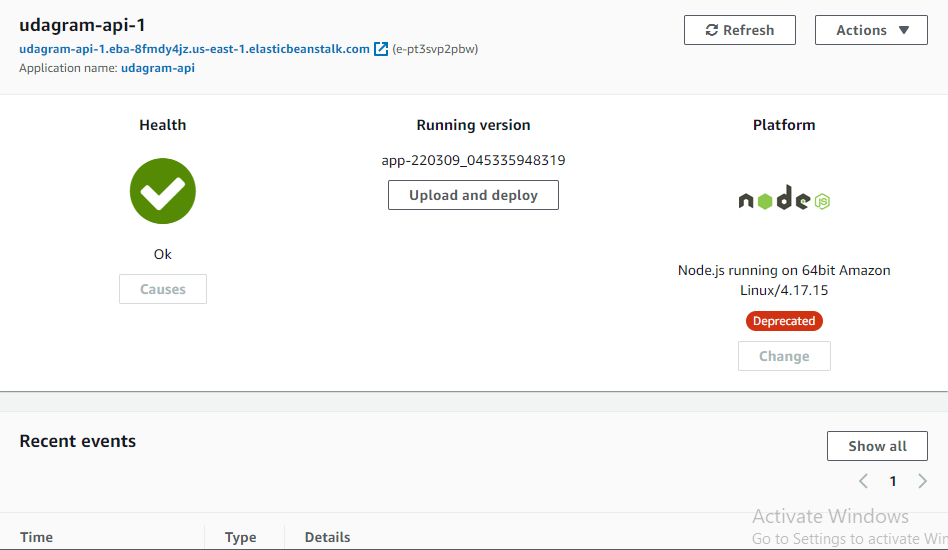 udagram-api-1
Refresh
Actions
udagram-api-1.eba-8fmdy4jz.us-east-1.elasticbeanstalk.com (e-pt3svp2pbw)
Application name: udagram-api
Health
Running version
Platform
app-220309_045335948319
Upload and deploy
node JS
Ok
Causes
Node.js running on 64bit Amazon
Linux/4.17.15
Deprecated
Change
Recent events
Show all
1
Activate Windows
Go to Settings to activate Win
Time
Type
Details